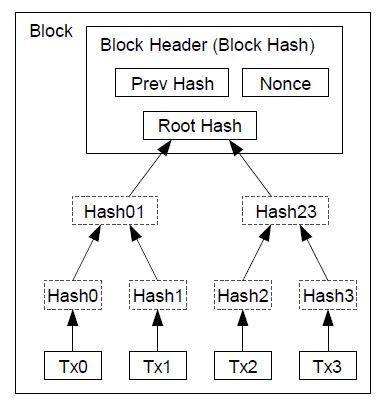 Block
Block Header (Block Hash)
Prev Hash
Nonce
Root Hash
Hash01
Hash23
Hash0
Hash1
Hash2
Hash3
Tx0
Tx1
Tx2
Tx3